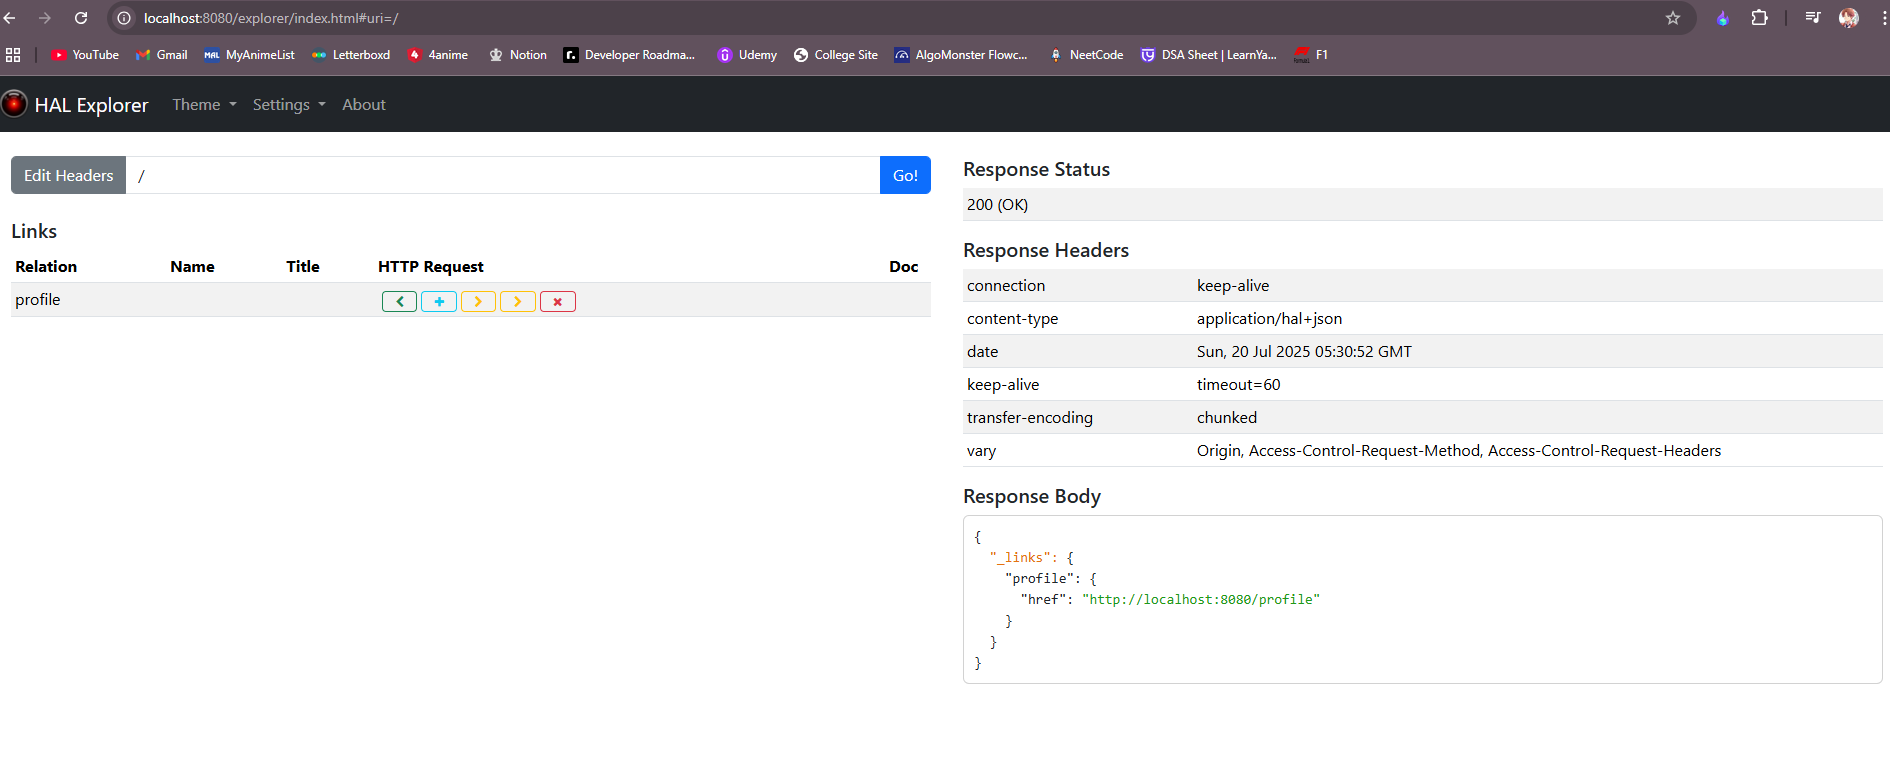 localhost:8080/explorer/index.html#uri=/
YouTube Gmail MyAnimeList Letterboxd 4anime Notion Developer Roadma... Udemy College Site AlgoMonster Flowc... NeetCode DSA Sheet | LearnYa... F1
HAL Explorer Theme Settings About
Edit Headers / Go!
Links
Relation Name Title HTTP Request Doc
profile
Response Status
200 (OK)
Response Headers
connection keep-alive
content-type application/hal+json
date Sun, 20 Jul 2025 05:30:52 GMT
keep-alive timeout=60
transfer-encoding chunked
vary Origin, Access-Control-Request-Method, Access-Control-Request-Headers
Response Body
{
"_links": {
"profile": {
"href": "http://localhost:8080/profile"
}
}
}